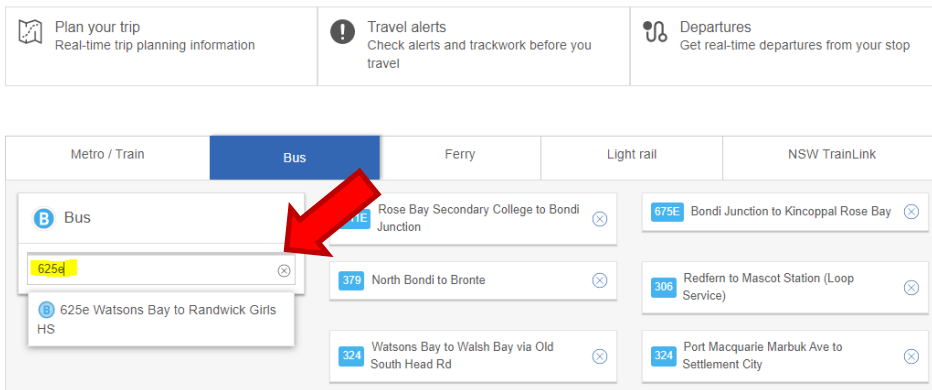 Plan your trip
Real-time trip planning information
Travel alerts
Check alerts and trackwork before you
travel
Departures
Get real-time departures from your stop
Metro / Train
Bus
Ferry
Light rail
NSW TrainLink
B Bus
625e
B 625e Watsons Bay to Randwick Girls
HS
Rose Bay Secondary College to Bondi
Junction
379 North Bondi to Bronte
324 Watsons Bay to Walsh Bay via Old
South Head Rd
675E Bondi Junction to Kincoppal Rose Bay
306 Redfern to Mascot Station (Loop
Service)
324 Port Macquarie Marbuk Ave to
Settlement City